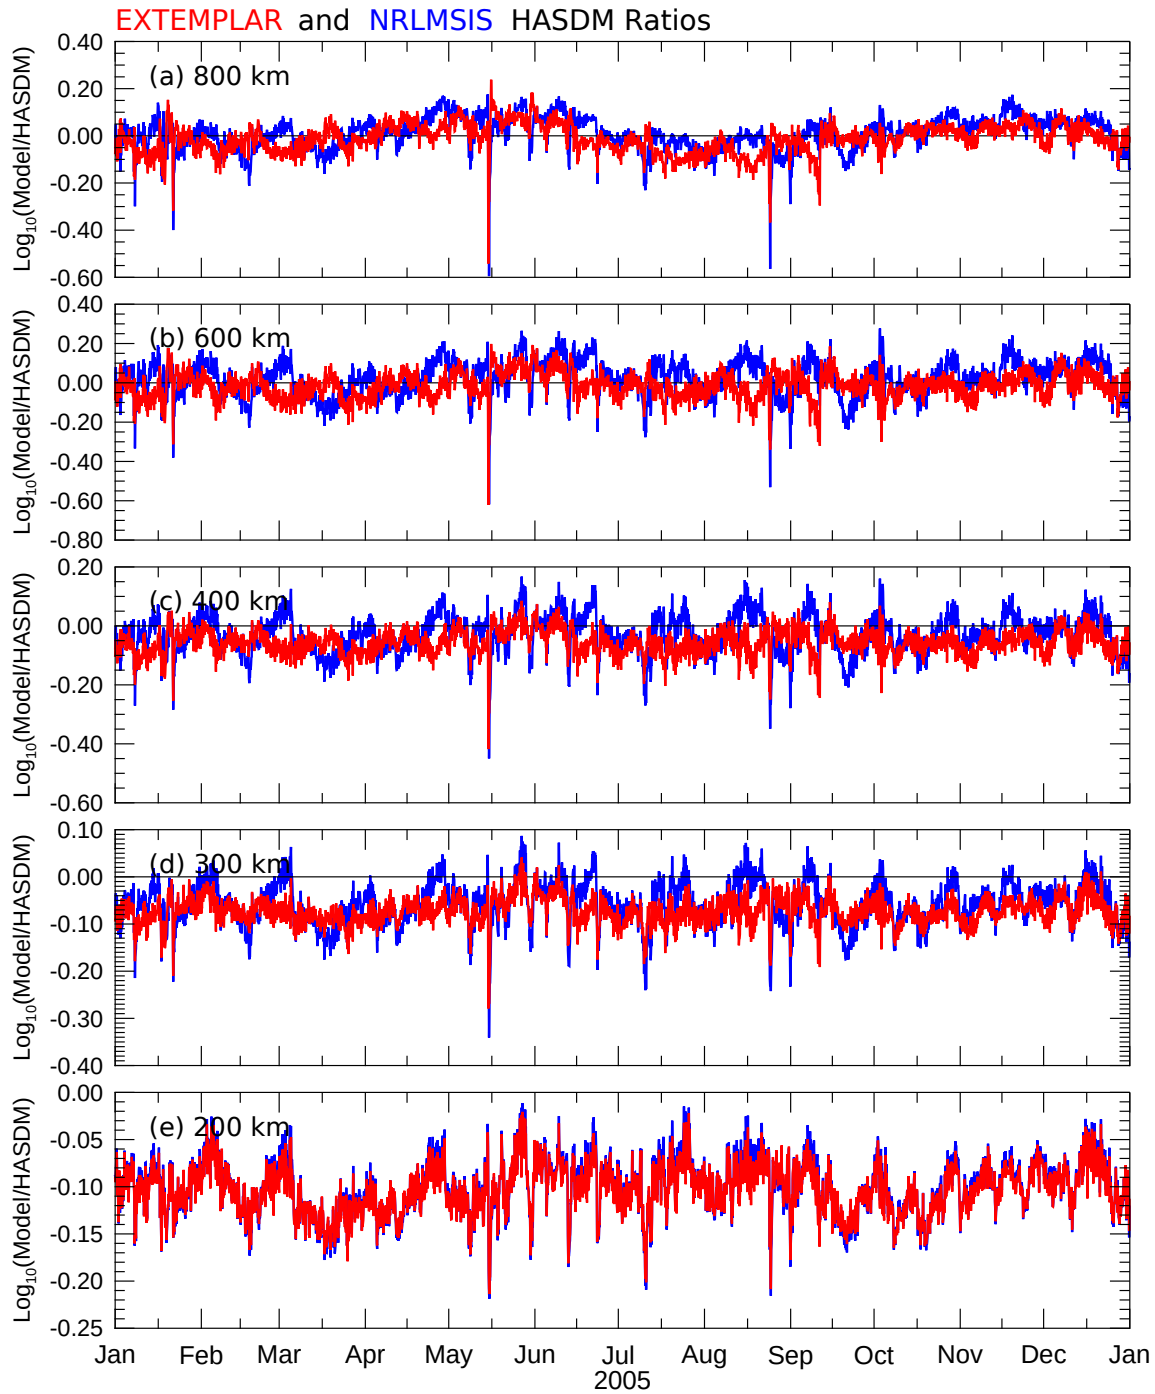 EXTEMPLAR and NRLMSIS HASDM Ratios
(a) 800 km
Log₁₀(Model/HASDM)
0.40
0.20
0.00
-0.20
-0.40
-0.60
(b) 600 km
Log₁₀(Model/HASDM)
0.40
0.20
0.00
-0.20
-0.40
-0.60
-0.80
(c) 400 km
Log₁₀(Model/HASDM)
0.20
0.00
-0.20
-0.40
-0.60
(d) 300 km
Log₁₀(Model/HASDM)
0.10
0.00
-0.10
-0.20
-0.30
-0.40
(e) 200 km
Log₁₀(Model/HASDM)
0.00
-0.05
-0.10
-0.15
-0.20
-0.25
Jan Feb Mar Apr May Jun Jul Aug Sep Oct Nov Dec Jan
2005